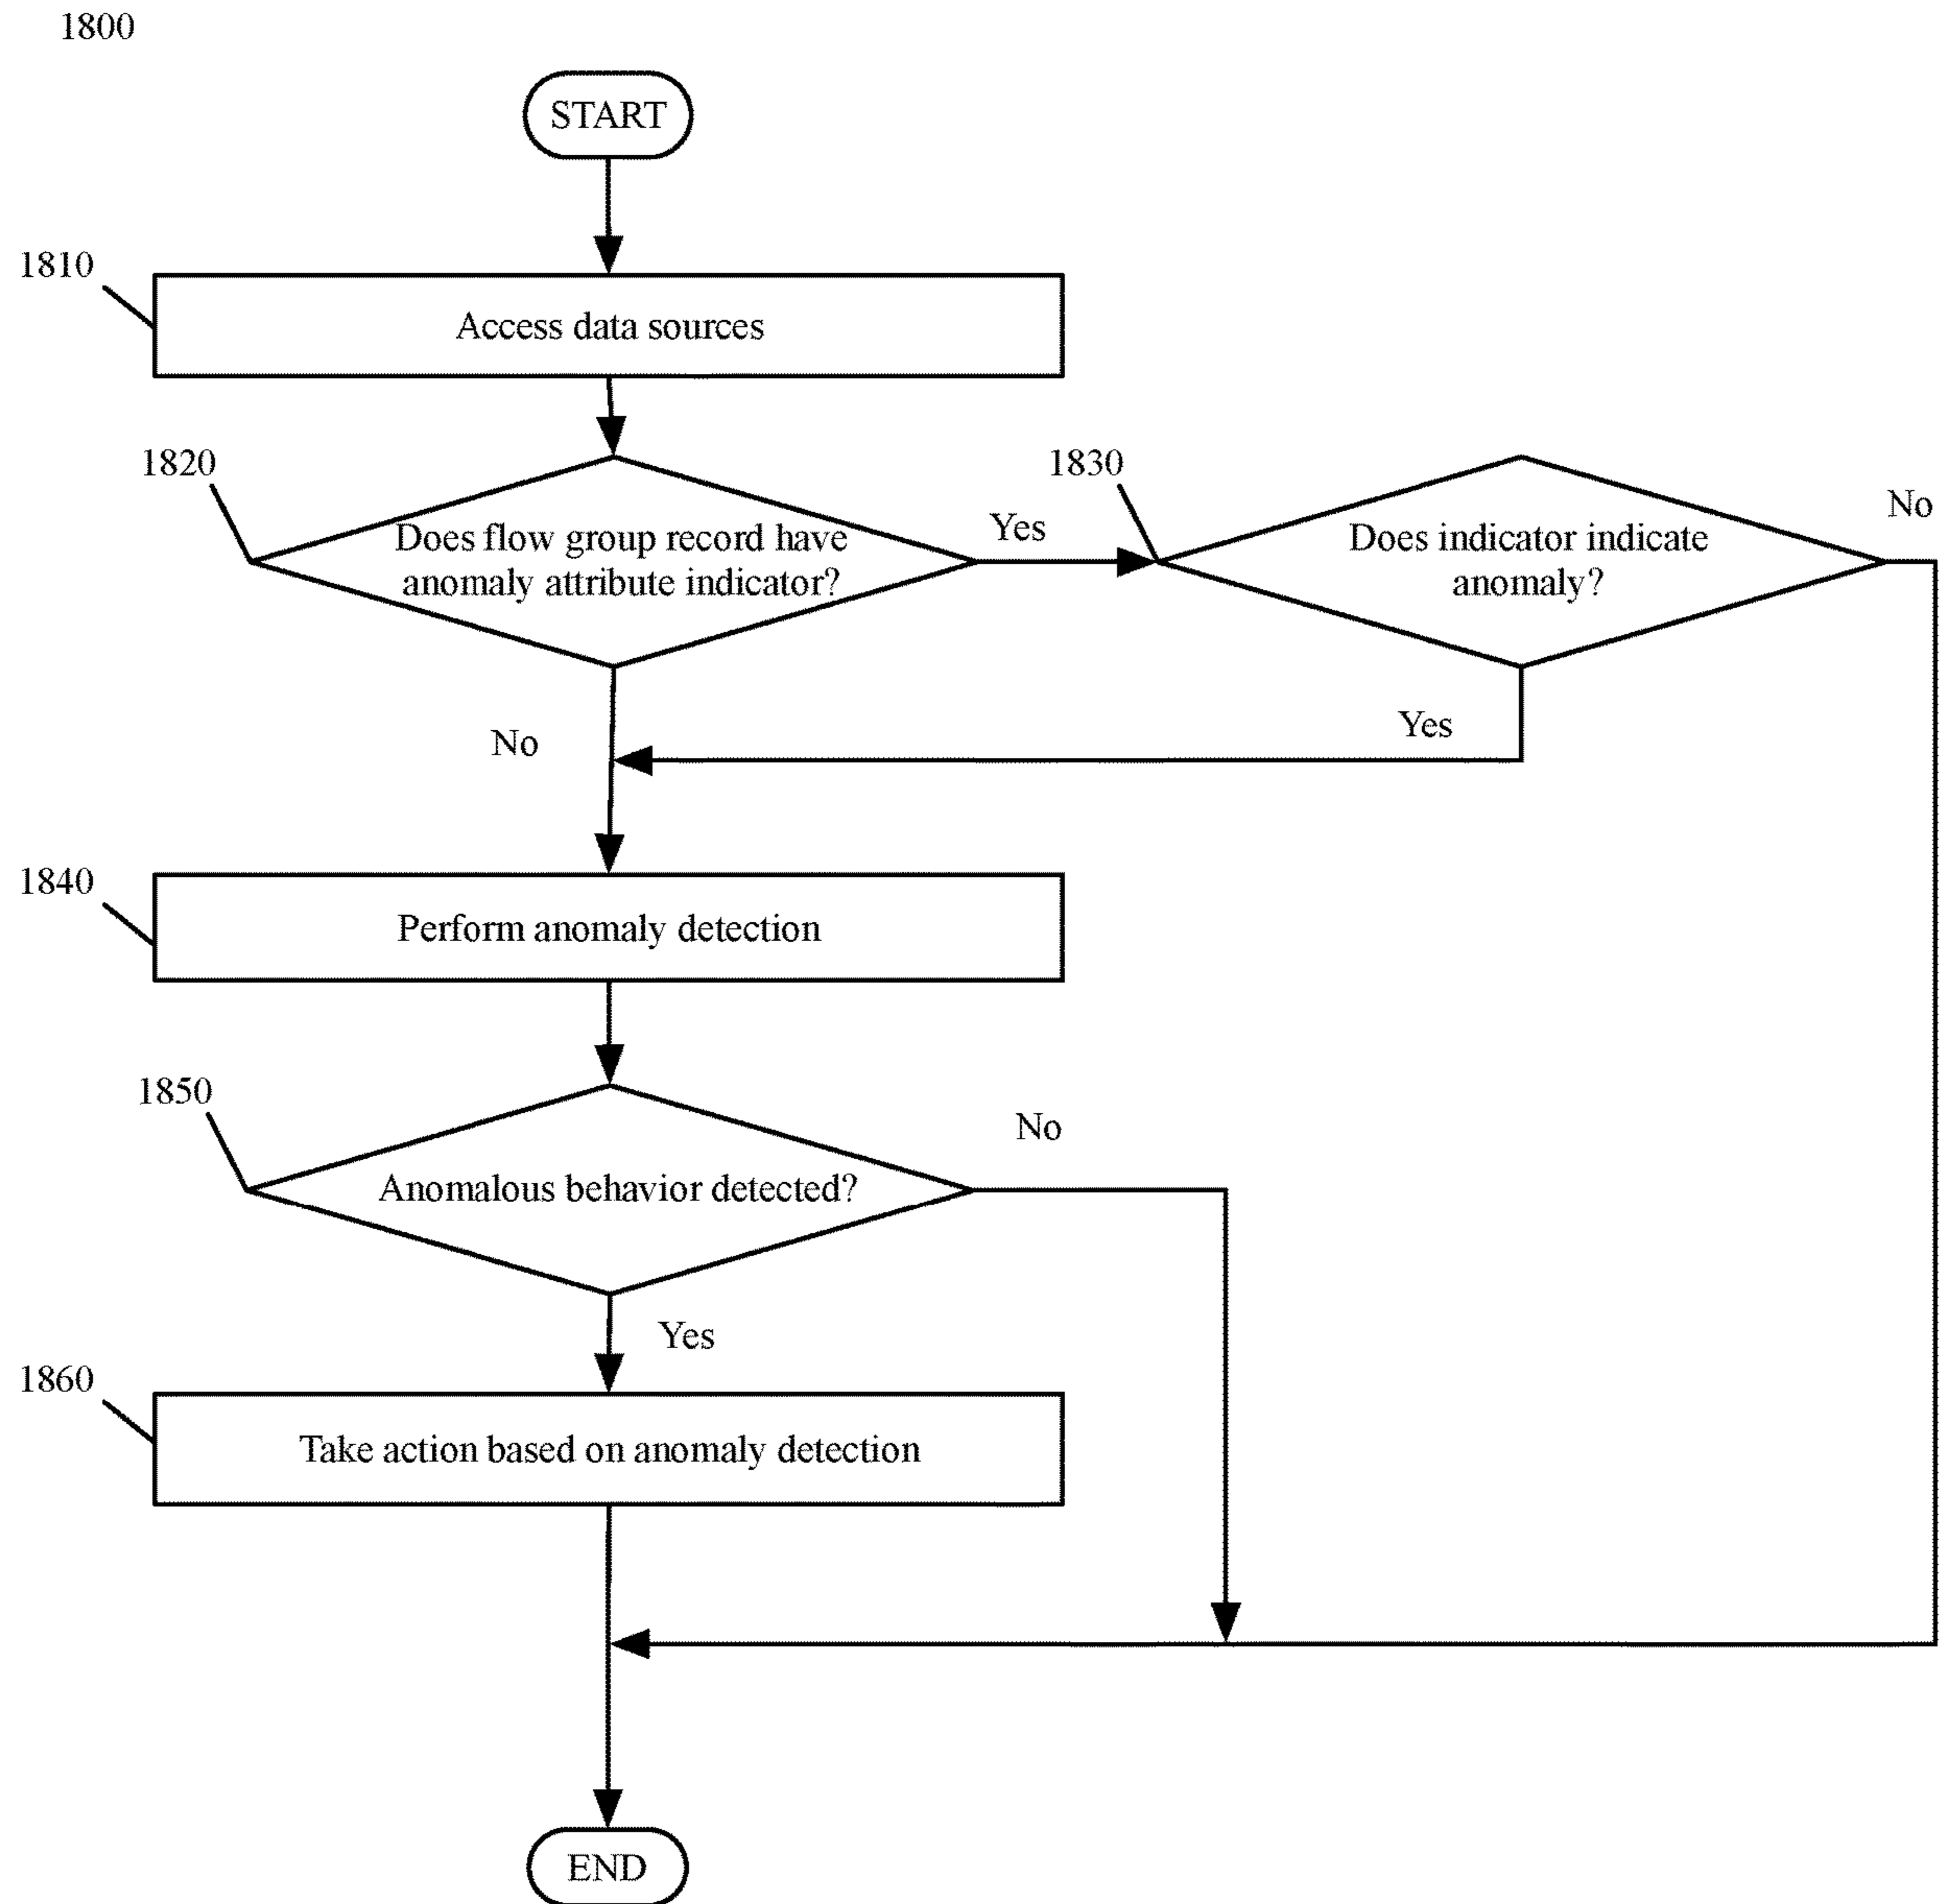 1800
START
1810
Access data sources
1820
1830
Does flow group record have
anomaly attribute indicator?
Yes
Does indicator indicate
anomaly?
No
No
Yes
1840
Perform anomaly detection
1850
No
Anomalous behavior detected?
Yes
1860
Take action based on anomaly detection
END